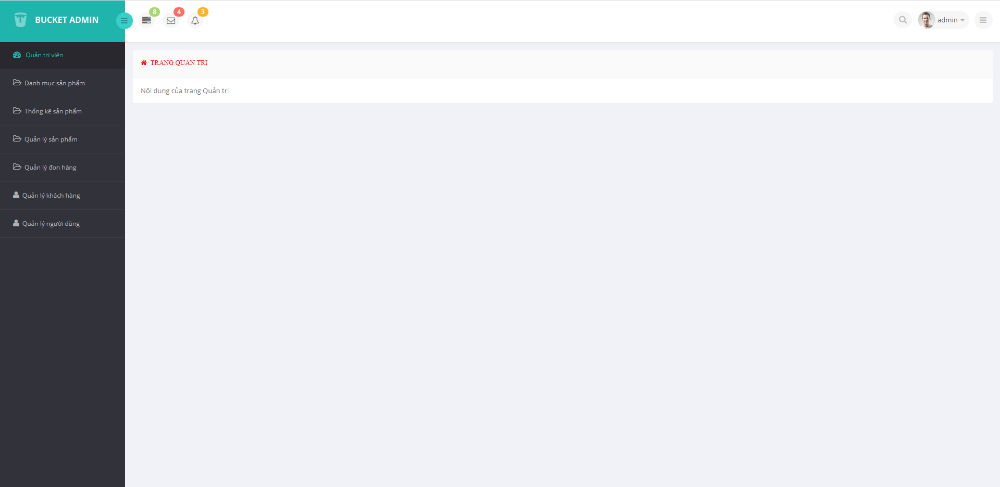 BUCKET ADMIN
8
4
3
admin
Quản trị viên
Danh mục sản phẩm
Thống kê sản phẩm
Quản lý sản phẩm
Quản lý đơn hàng
Quản lý khách hàng
Quản lý người dùng
TRANG QUẢN TRỊ
Nội dung của trang Quản trị